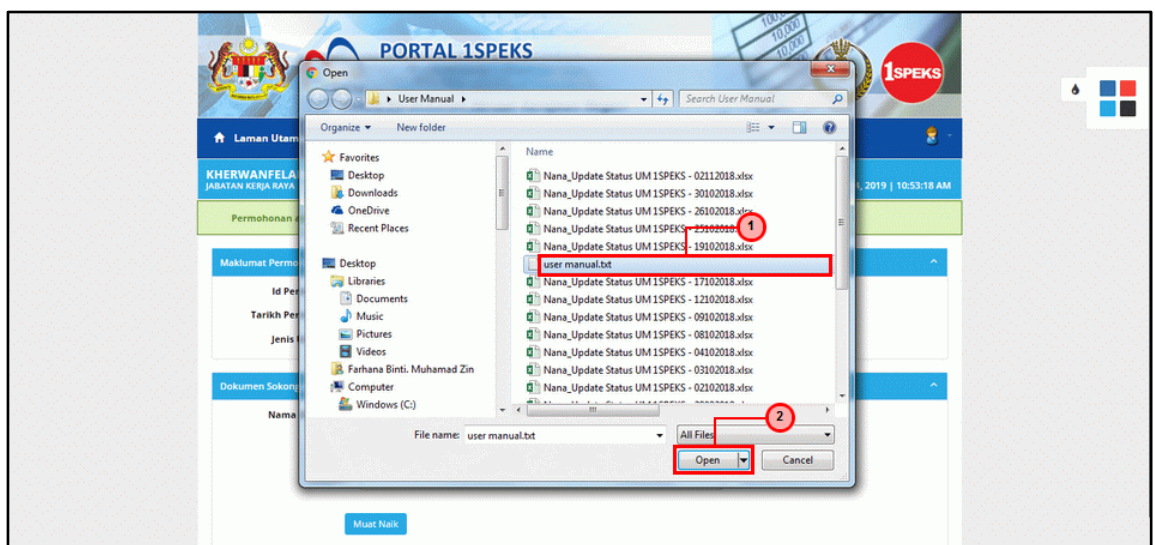 PORTAL 1SPEKS
1SPEKS
Open
User Manual
Search User Manual
Laman Utam
Organize
New folder
KHERWANFELA
JABATAN KERJA RAYA
, 2019 | 10:53:18 AM
Permohonan
Favorites
Desktop
Downloads
OneDrive
Recent Places
Desktop
Libraries
Documents
Music
Pictures
Videos
Farhana Binti. Muhamad Zin
Computer
Windows (C:)
Name
Nana_Update Status UM 1SPEKS - 02112018.xlsx
Nana_Update Status UM 1SPEKS - 30102018.xlsx
Nana_Update Status UM 1SPEKS - 26102018.xlsx
Nana_Update Status UM 1SPEKS - 25102018.xlsx
Nana_Update Status UM 1SPEKS - 19102018.xlsx
user manual.txt
Nana_Update Status UM 1SPEKS - 17102018.xlsx
Nana_Update Status UM 1SPEKS - 12102018.xlsx
Nana_Update Status UM 1SPEKS - 09102018.xlsx
Nana_Update Status UM 1SPEKS - 08102018.xlsx
Nana_Update Status UM 1SPEKS - 04102018.xlsx
Nana_Update Status UM 1SPEKS - 03102018.xlsx
Nana_Update Status UM 1SPEKS - 02102018.xlsx
1
Maklumat Permo
Id Per
Tarikh Per
Jenis
Dokumen Sokong
Nama
2
File name: user manual.txt
All Files
Open
Cancel
Muat Naik